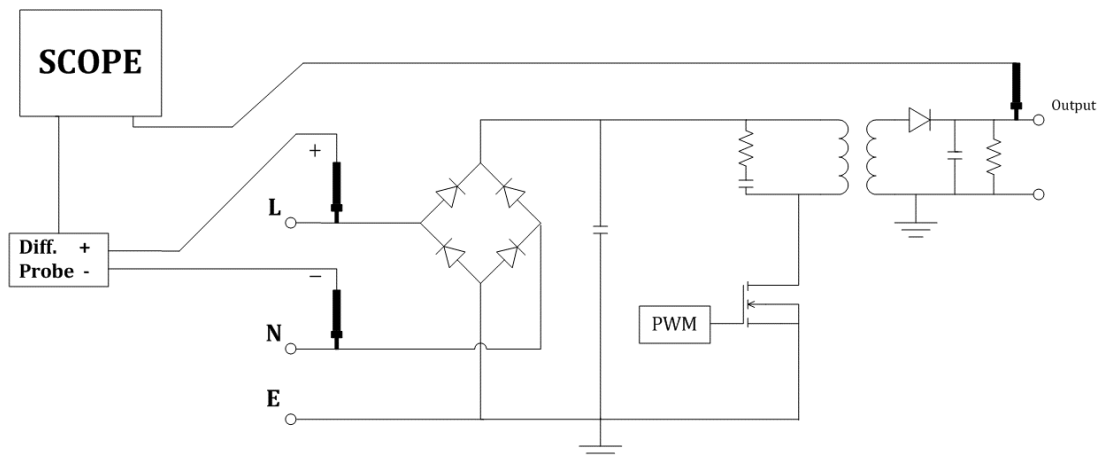 SCOPE
Output
+
L
Diff. +
Probe -
−
N
PWM
E